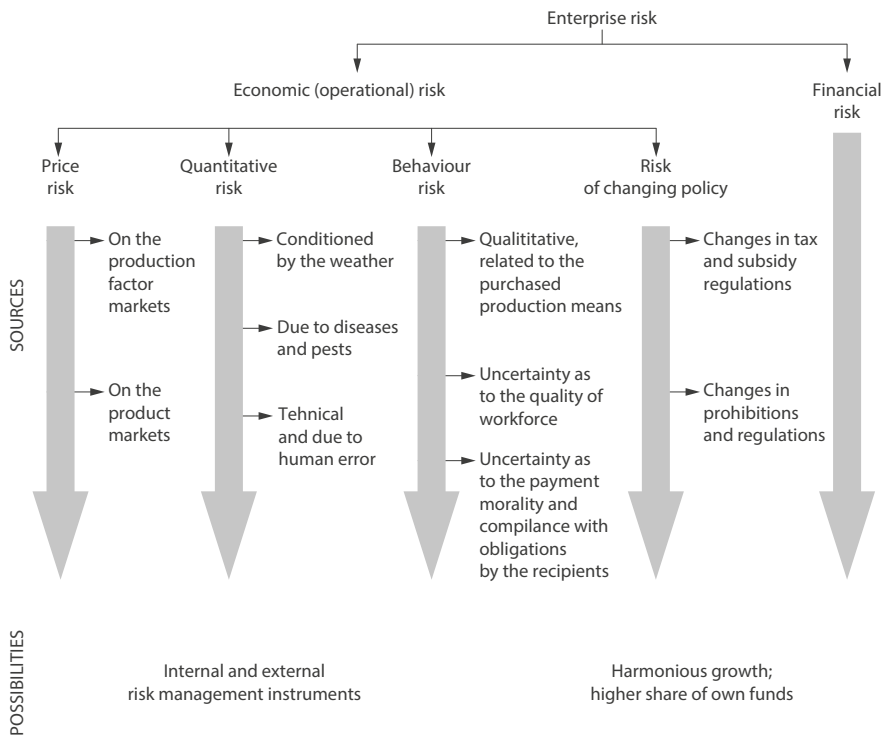 Enterprise risk
Economic (operational) risk
Financial
risk
Price
risk
Quantitative
risk
Behaviour
risk
Risk
of changing policy
SOURCES
On the
production
factor
markets
On the
product
markets
Conditioned
by the weather
Due to diseases
and pests
Tehnical
and due to
human error
Qualititative,
related to the
purchased
production means
Uncertainty as
to the quality of
workforce
Uncertainty as
to the payment
morality and
compilance with
obligations
by the recipients
Changes in tax
and subsidy
regulations
Changes in
prohibitions
and regulations
POSSIBILITIES
Internal and external
risk management instruments
Harmonious growth;
higher share of own funds